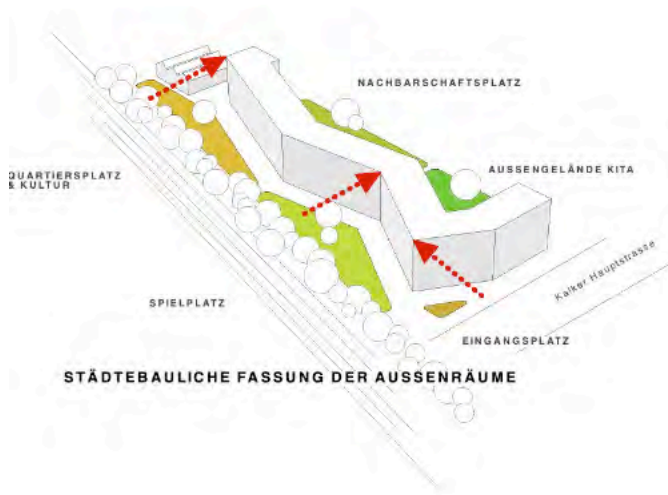 NACHBARSCHAFTSPLATZ
QUARTIERSPLATZ
& KULTUR
AUSSENGELÄNDE KITA
Kalker Hauptstrasse
SPIELPLATZ
EINGANGSPLATZ
STÄDTEBAULICHE FASSUNG DER AUSSENRÄUME